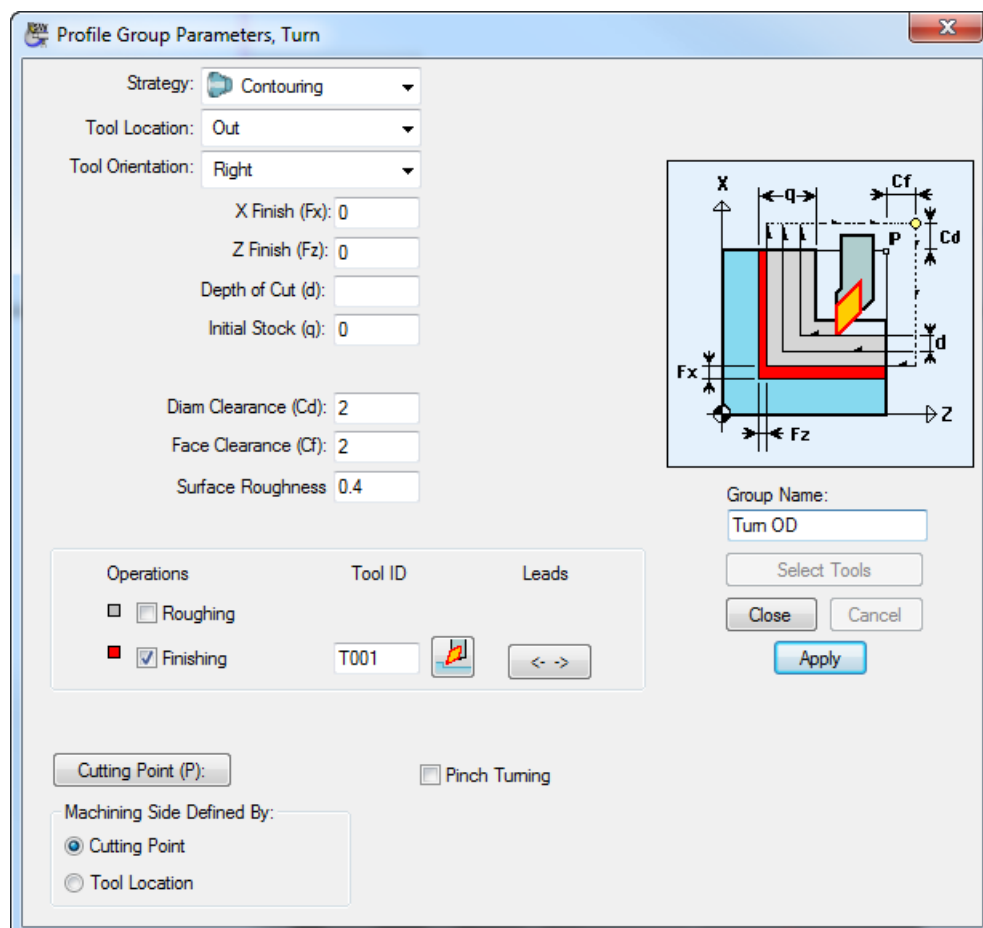 Profile Group Parameters, Turn
Strategy: Contouring
Tool Location: Out
Tool Orientation: Right
X Finish (Fx): 0
Z Finish (Fz): 0
Depth of Cut (d):
Initial Stock (q): 0
Diam Clearance (Cd): 2
Face Clearance (Cf): 2
Surface Roughness 0.4
X q Cf
P Cd
d
Fx
Z
Fz
Group Name:
Turn OD
Select Tools
Close Cancel
Apply
Operations Tool ID Leads
Roughing
Finishing T001 <- ->
Cutting Point (P):
Pinch Turning
Machining Side Defined By:
Cutting Point
Tool Location